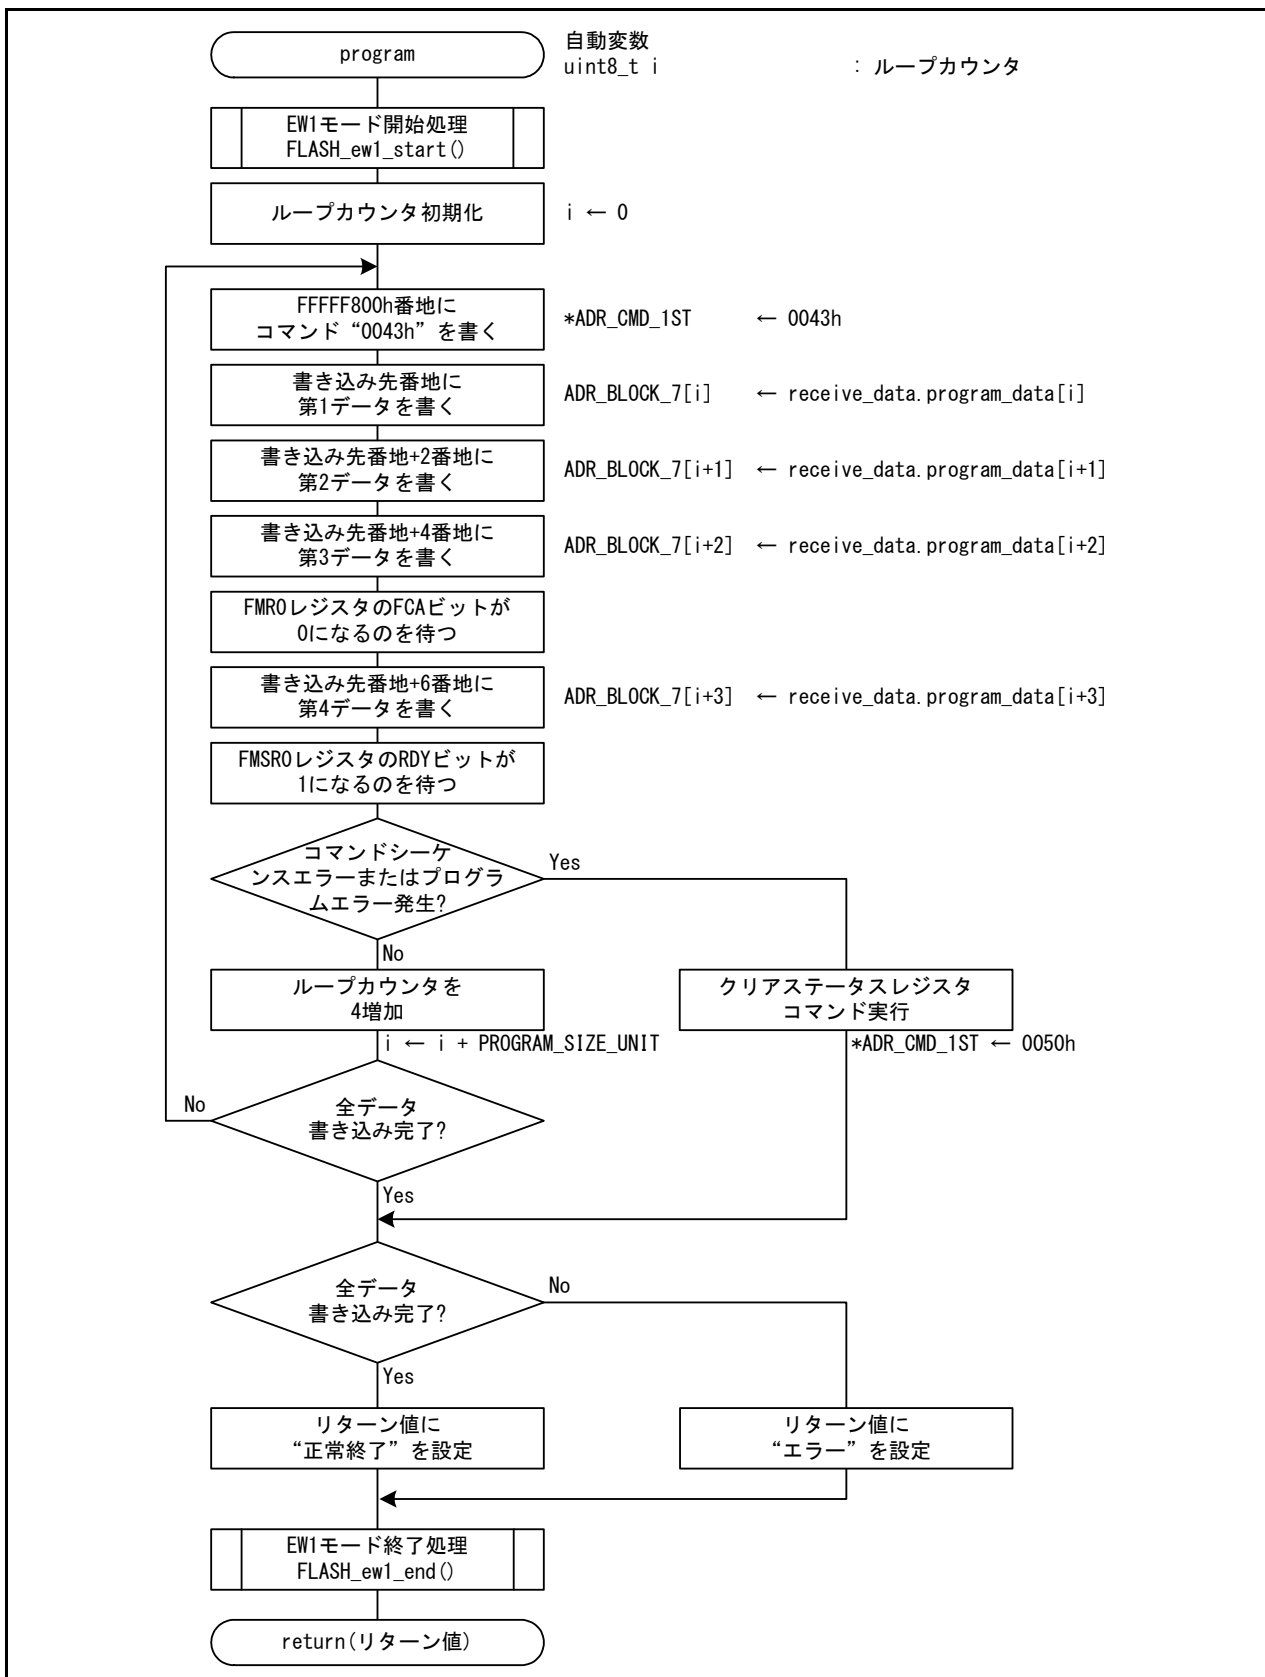 program
自動変数
uint8_t i : ループカウンタ
EW1モード開始処理
FLASH_ew1_start()
ループカウンタ初期化
i ← 0
FFFFF800h番地に
コマンド“0043h”を書く
*ADR_CMD_1ST ← 0043h
書き込み先番地に
第1データを書く
ADR_BLOCK_7[i] ← receive_data.program_data[i]
書き込み先番地+2番地に
第2データを書く
ADR_BLOCK_7[i+1] ← receive_data.program_data[i+1]
書き込み先番地+4番地に
第3データを書く
ADR_BLOCK_7[i+2] ← receive_data.program_data[i+2]
FMR0レジスタのFCAビットが
0になるのを待つ
書き込み先番地+6番地に
第4データを書く
ADR_BLOCK_7[i+3] ← receive_data.program_data[i+3]
FMSR0レジスタのRDYビットが
1になるのを待つ
コマンドシーケ
ンスエラーまたはプログラ
ムエラー発生?
Yes
No
ループカウンタを
4増加
クリアステータスレジスタ
コマンド実行
i ← i + PROGRAM_SIZE_UNIT
*ADR_CMD_1ST ← 0050h
No
全データ
書き込み完了?
Yes
全データ
書き込み完了?
No
Yes
リターン値に
“正常終了”を設定
リターン値に
“エラー”を設定
EW1モード終了処理
FLASH_ew1_end()
return(リターン値)